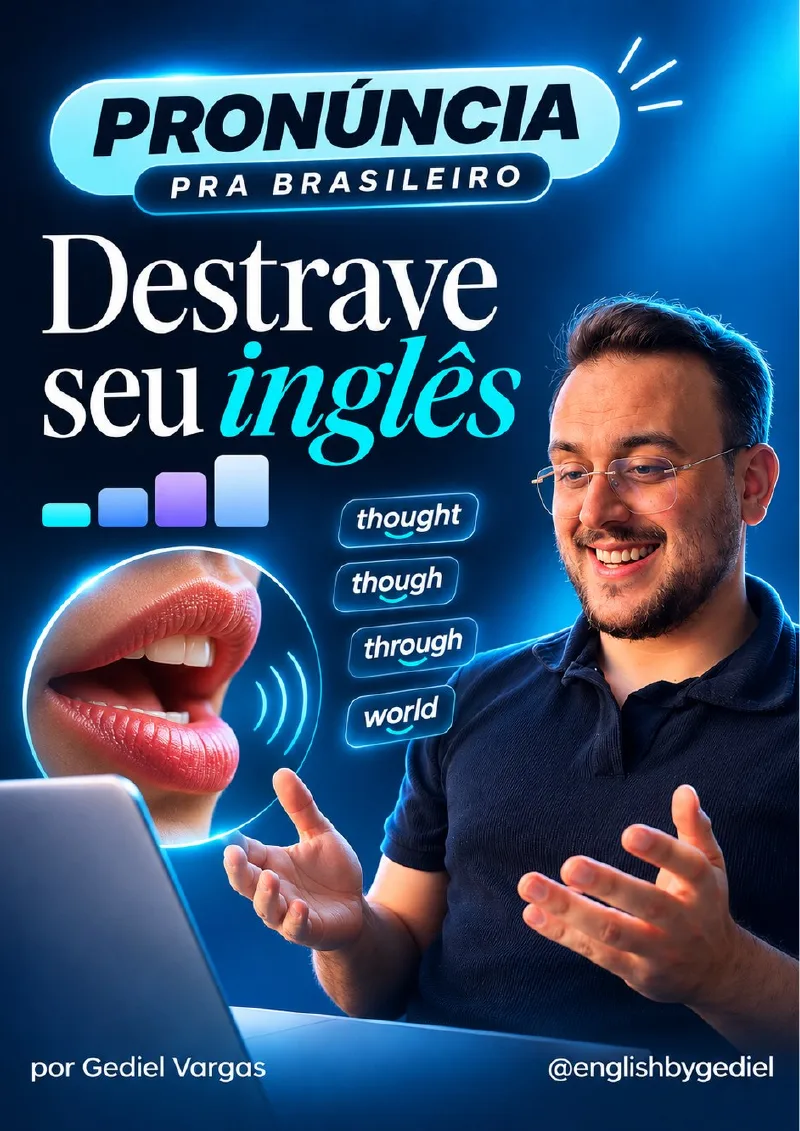 PRONÚNCIA
PRA BRASILEIRO
Destrave
seu inglês
thought
though
through
world
por Gediel Vargas
@englishbygediel